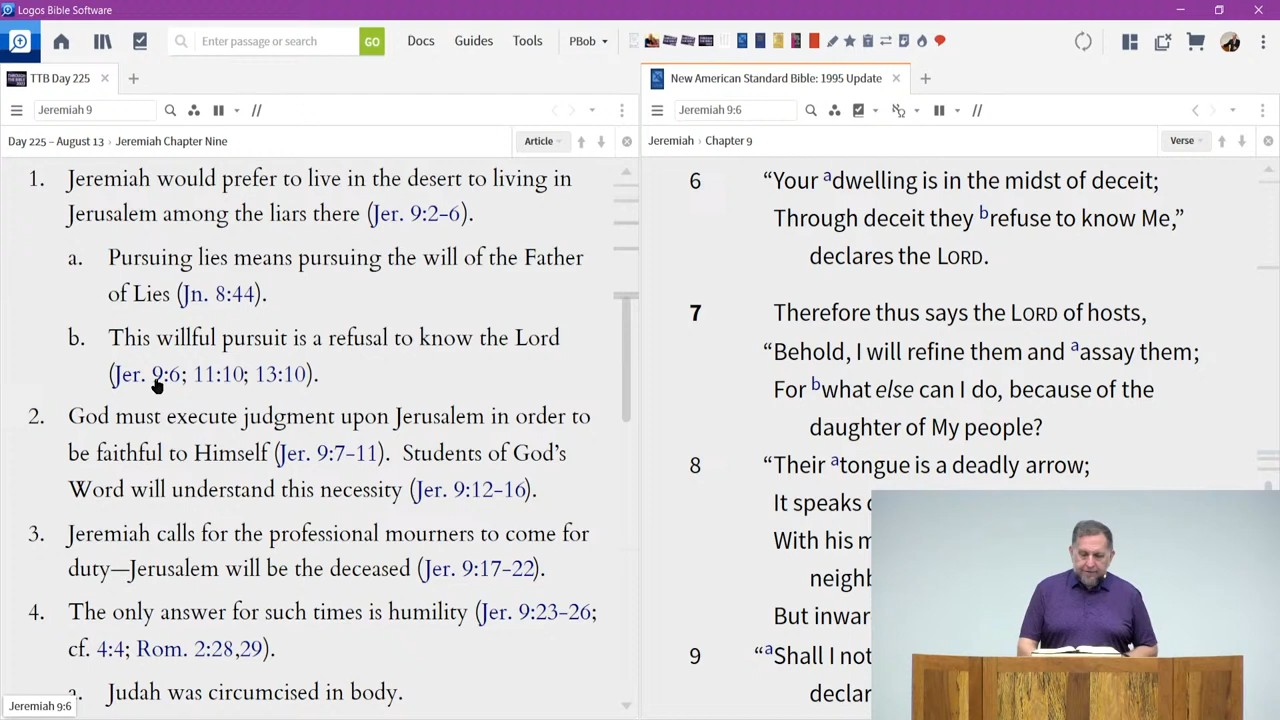 Logos Bible Software
Enter passage or search
GO
Docs
Guides
Tools
PBob
TTB Day 225
New American Standard Bible: 1995 Update
Jeremiah 9
Jeremiah 9:6
Day 225 – August 13 › Jeremiah Chapter Nine
Article
Jeremiah › Chapter 9
Verse
1. Jeremiah would prefer to live in the desert to living in
Jerusalem among the liars there (Jer. 9:2–6).
a. Pursuing lies means pursuing the will of the Father
of Lies (Jn. 8:44).
b. This willful pursuit is a refusal to know the Lord
(Jer. 9:6; 11:10; 13:10).
2. God must execute judgment upon Jerusalem in order to
be faithful to Himself (Jer. 9:7–11). Students of God's
Word will understand this necessity (Jer. 9:12–16).
3. Jeremiah calls for the professional mourners to come for
duty—Jerusalem will be the deceased (Jer. 9:17–22).
4. The only answer for such times is humility (Jer. 9:23–26;
cf. 4:4; Rom. 2:28,29).
a. Judah was circumcised in body.
Jeremiah 9:6
6 “Your adwelling is in the midst of deceit;
Through deceit they brefuse to know Me,”
declares the LORD.
7 Therefore thus says the LORD of hosts,
“Behold, I will refine them and aassay them;
For bwhat else can I do, because of the
daughter of My people?
8 “Their atongue is a deadly arrow;
It speaks
With his
neighb
But inwar
9 “aShall I not
declar